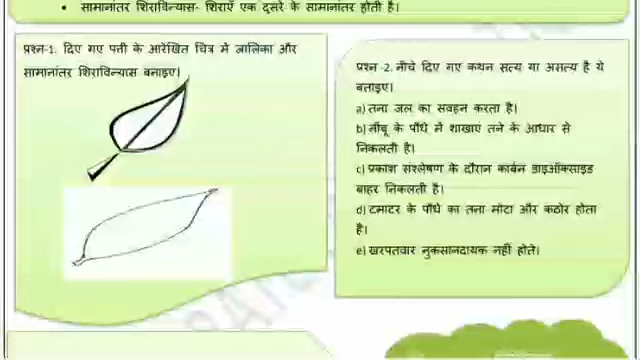 सामानांतर शिराविन्यास- शिराएँ एक दूसरे के सामानांतर होती है।
प्रश्न-1. दिए गए पत्ती के आरेखित चित्र में जालिका और
सामानांतर शिराविन्यास बनाइए।
प्रश्न -2. नीचे दिए गए कथन सत्य या असत्य है ये
बताइए।
a) तना जल का सवहन करता है।
b) नींबू के पौधे में शाखाएं तने के आधार से
निकलती है।
c) प्रकाश संश्लेषण के दौरान कार्बन डाइऑक्साइड
बाहर निकलती है।
d) टमाटर के पौधे का तना मोटा और कठोर होता
है।
e) खरपतवार नुकसानदायक नहीं होते।